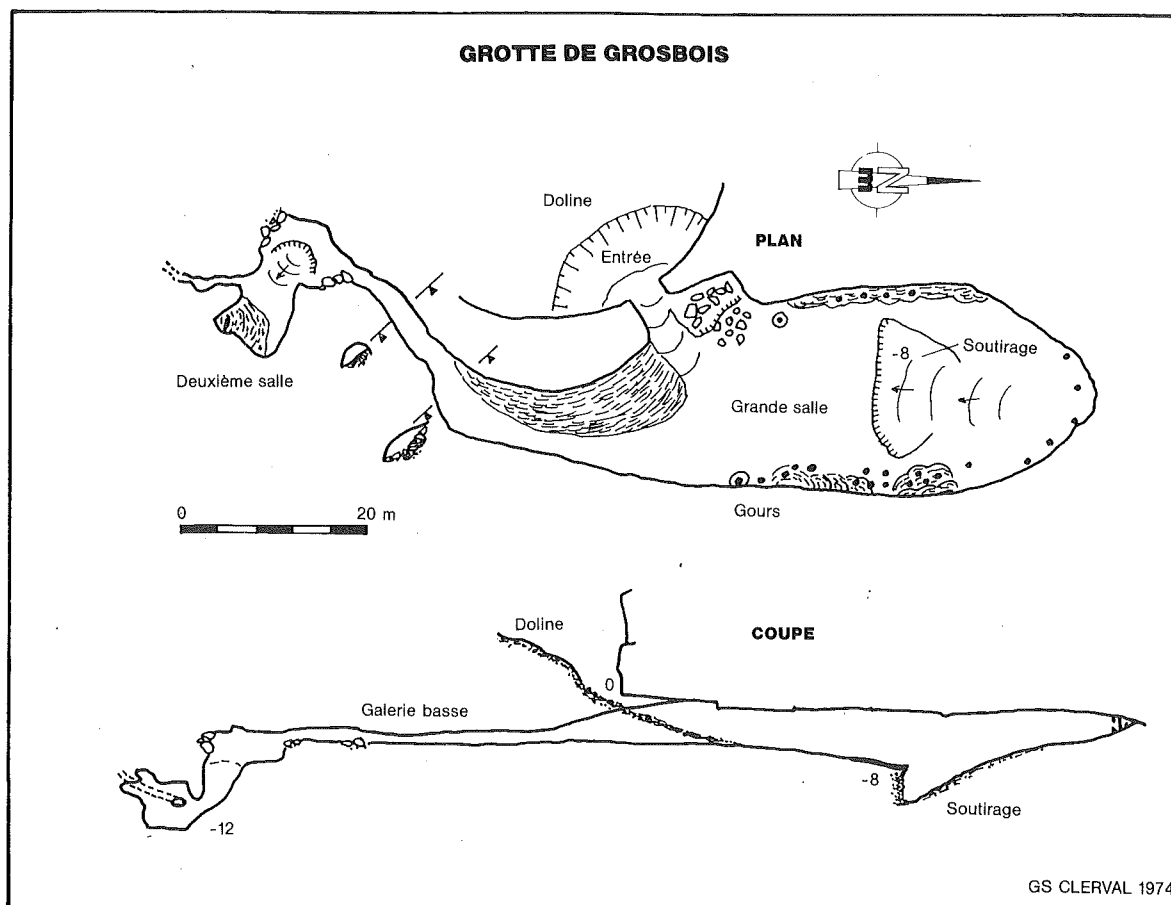 GROTTE DE GROSBOIS
N
Doline
PLAN
Entrée
-8
Soutirage
Deuxième salle
Grande salle
0 20 m
Gours
Doline
COUPE
0
Galerie basse
-8
-12
Soutirage
GS CLERVAL 1974